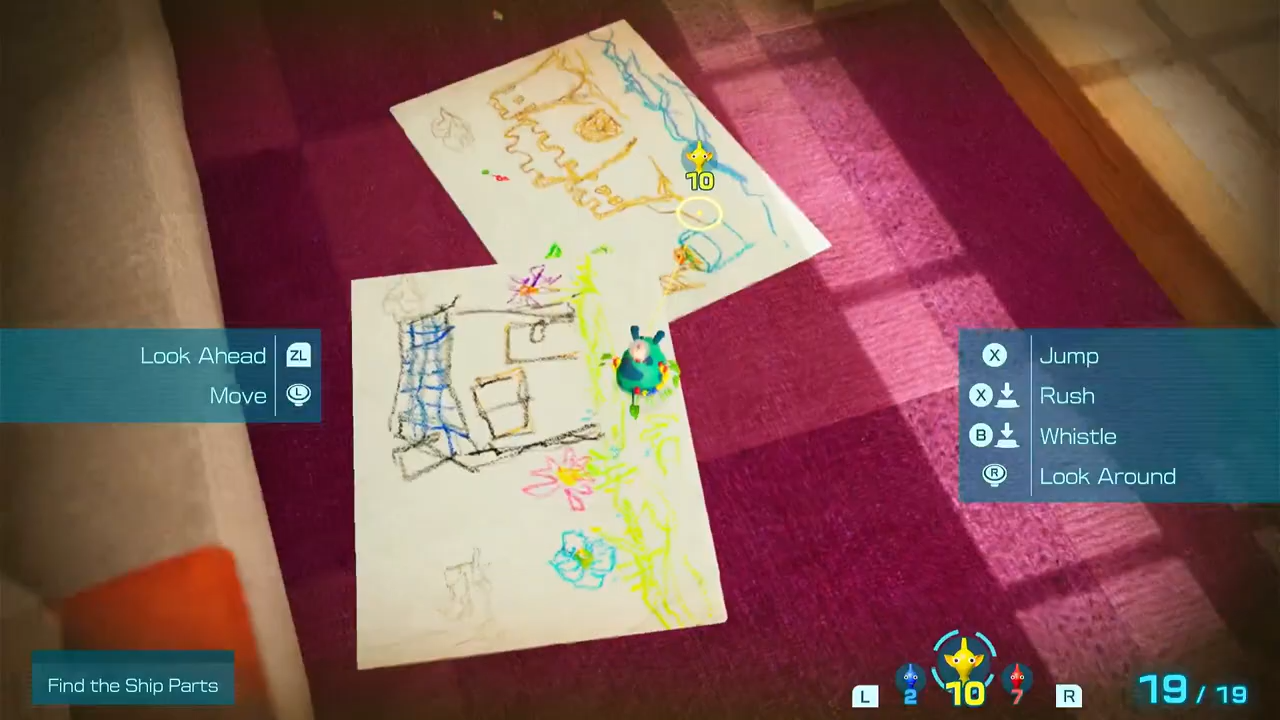 10
Look Ahead ZL
Move L
X Jump
X Rush
B Whistle
R Look Around
Find the Ship Parts
L 2 10 7 R 19 / 19